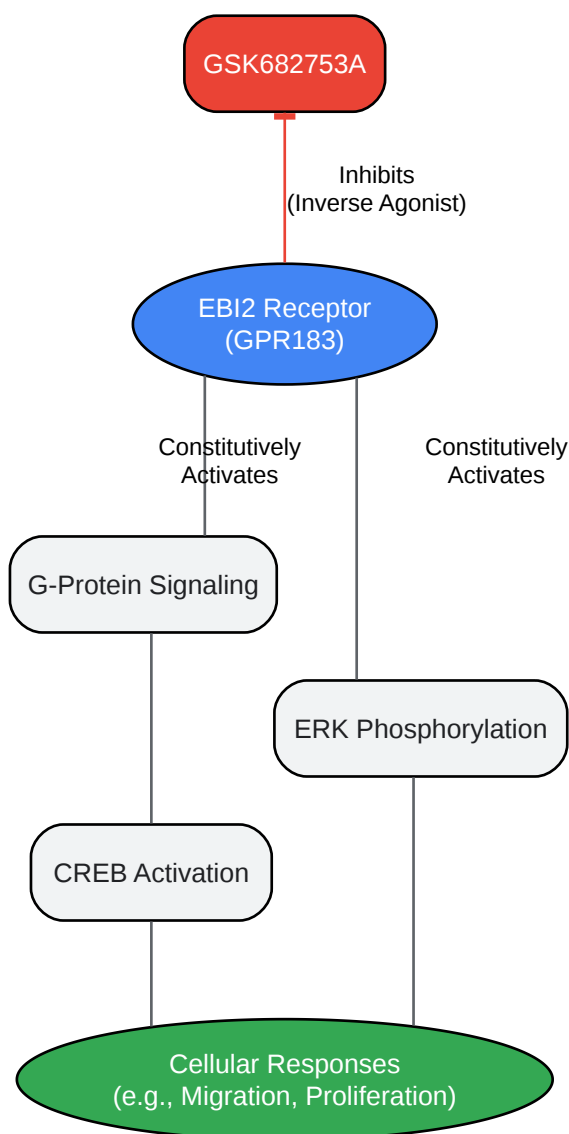 GSK682753A
Inhibits
(Inverse Agonist)
EBI2 Receptor
(GPR183)
Constitutively
Activates
Constitutively
Activates
G-Protein Signaling
ERK Phosphorylation
CREB Activation
Cellular Responses
(e.g., Migration, Proliferation)